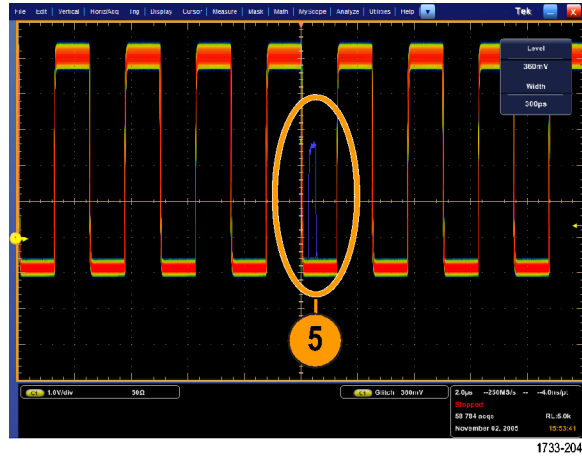 File Edit Vertical Horiz/Acq Trig Display Cursor Measure Mask Math MyScope Analyze Utilities Help Tek
Level
360mV
Width
300ps
5
C1 1.0V/div 50Ω
C1 Glitch 360mV
2.0µs 250MS/s 4.0ns/pt
Stopped
58 784 acqs RL:5.0k
November 02, 2005 15:53:41
1733-204